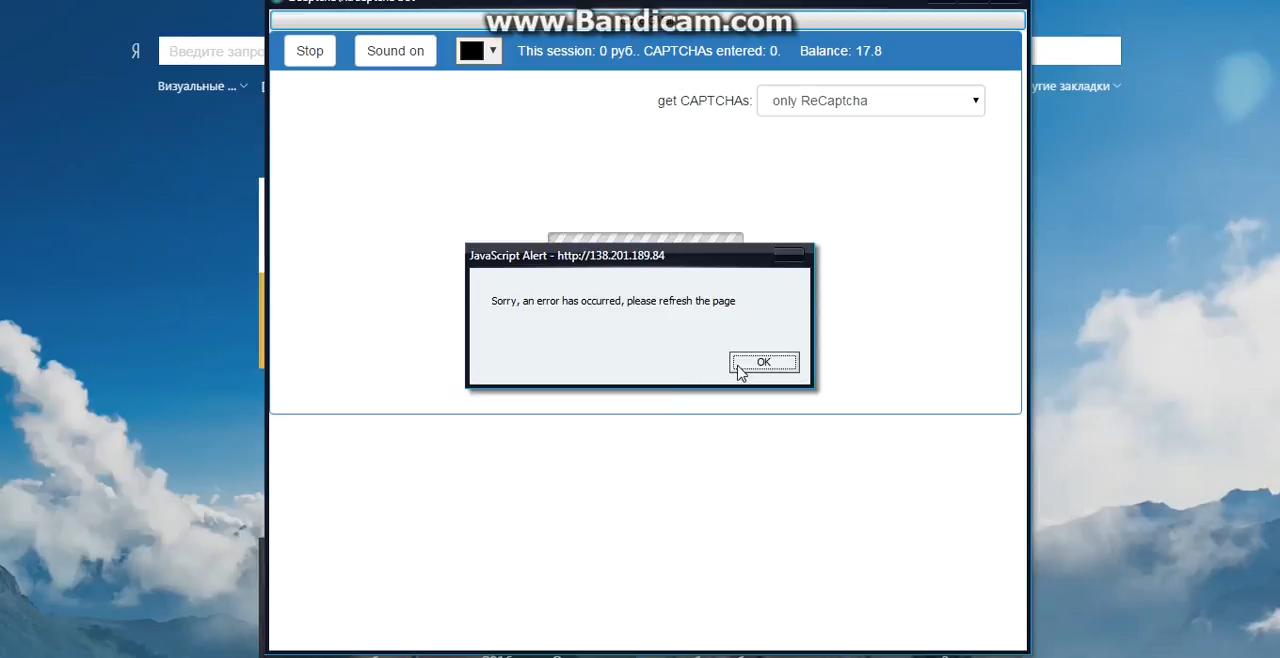 www.Bandicam.com
Я
Введите запро
Stop
Sound on
This session: 0 руб.. CAPTCHAs entered: 0.
Balance: 17.8
Визуальные ...
угие закладки
get CAPTCHAs:
only ReCaptcha
JavaScript Alert - http://138.201.189.84
Sorry, an error has occurred, please refresh the page
OK